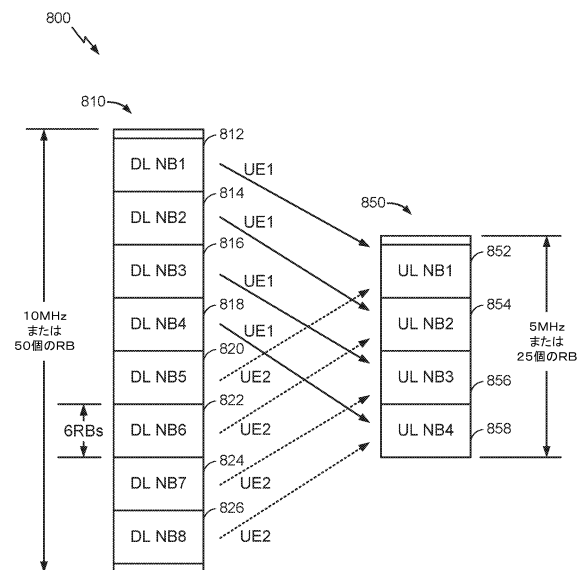 800
810
812
DL NB1
UE1
814
850
DL NB2
UE1
816
852
DL NB3
UE1
UL NB1
818
854
10MHz
または
50個のRB
DL NB4
UE1
UL NB2
5MHz
または
25個のRB
820
DL NB5
UE2
UL NB3
856
822
6RBs
DL NB6
UE2
UL NB4
858
824
DL NB7
UE2
826
DL NB8
UE2